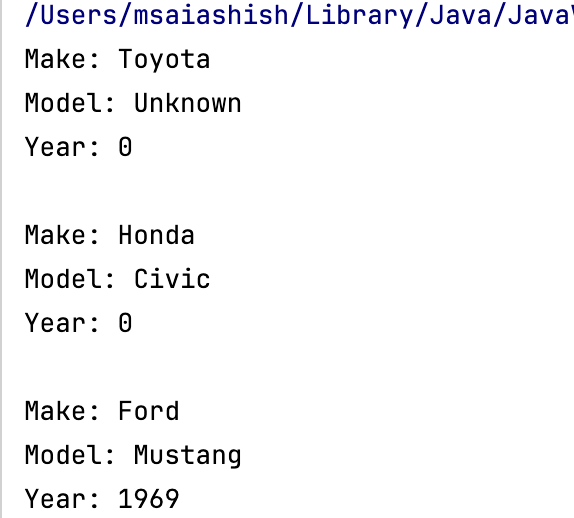 /Users/msaiashish/Library/Java/Java
Make: Toyota
Model: Unknown
Year: 0
Make: Honda
Model: Civic
Year: 0
Make: Ford
Model: Mustang
Year: 1969